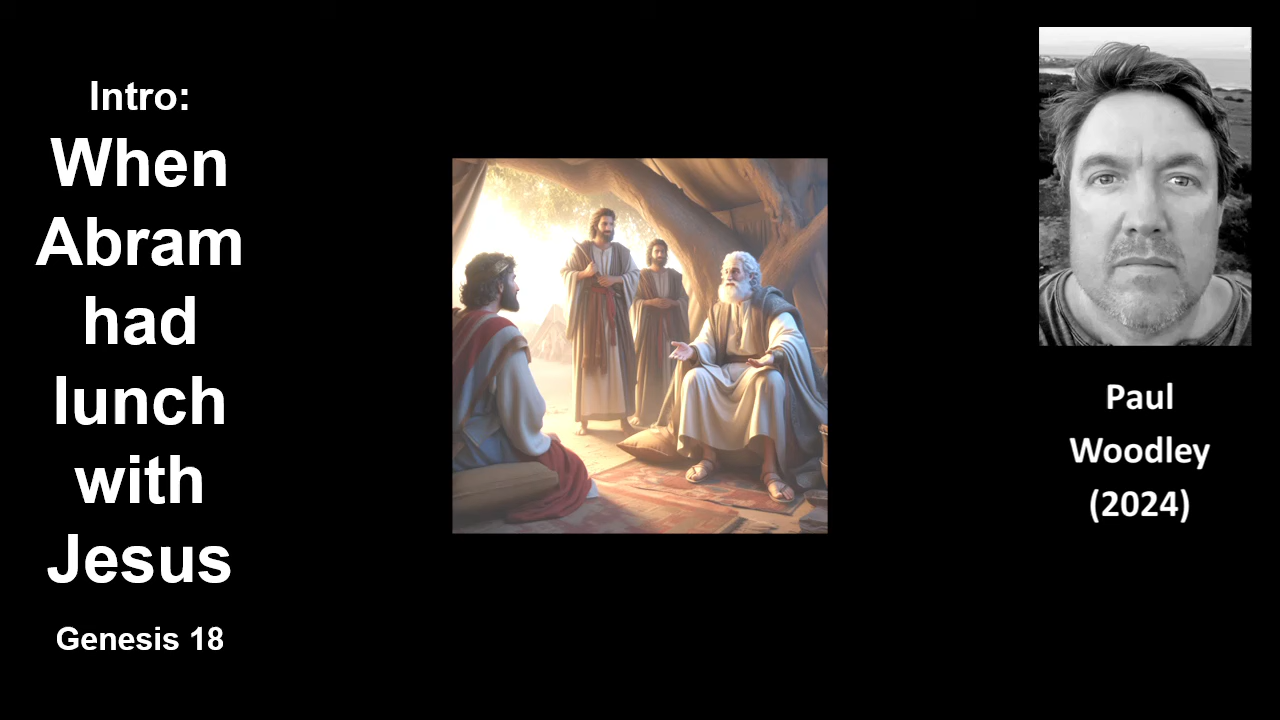 Intro:
When
Abram
had
lunch
with
Jesus
Genesis 18
Paul
Woodley
(2024)